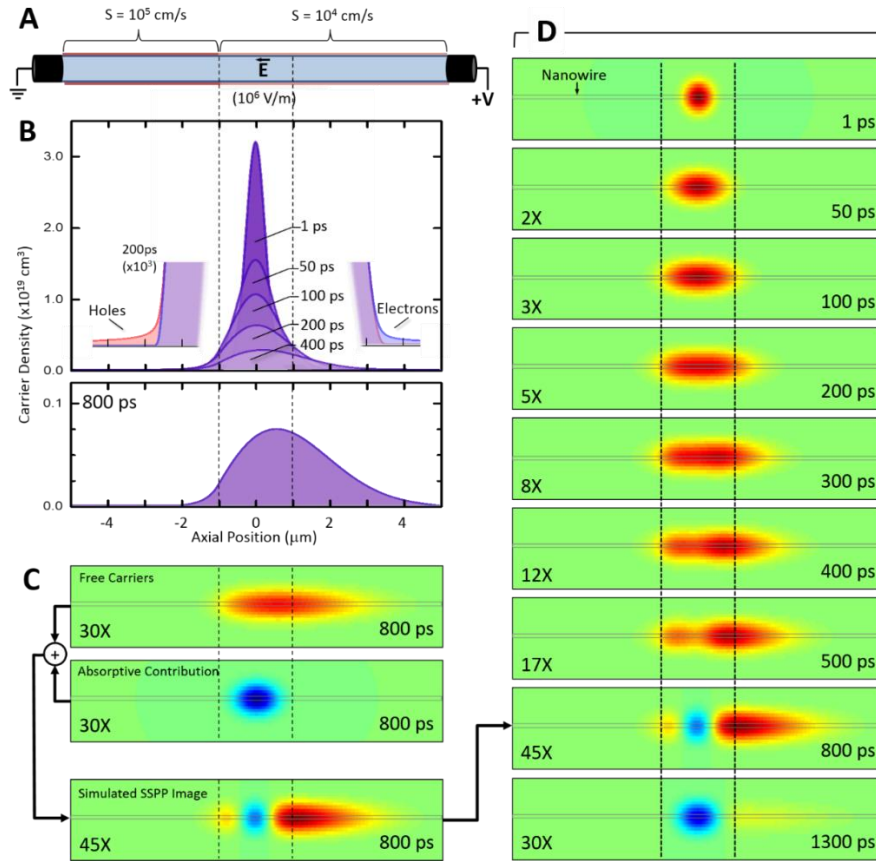 A
S = 10⁵ cm/s
S = 10⁴ cm/s
E
(10⁶ V/m)
+V
B
Carrier Density (x10¹⁹ cm³)
3.0
2.0
1.0
0.0
1 ps
50 ps
100 ps
200 ps
400 ps
200ps
(x10³)
Holes
Electrons
800 ps
0.1
0.0
-4
-2
0
2
4
Axial Position (μm)
C
Free Carriers
30X
800 ps
+
Absorptive Contribution
30X
800 ps
Simulated SSPP Image
45X
800 ps
D
Nanowire
1 ps
2X
50 ps
3X
100 ps
5X
200 ps
8X
300 ps
12X
400 ps
17X
500 ps
45X
800 ps
30X
1300 ps